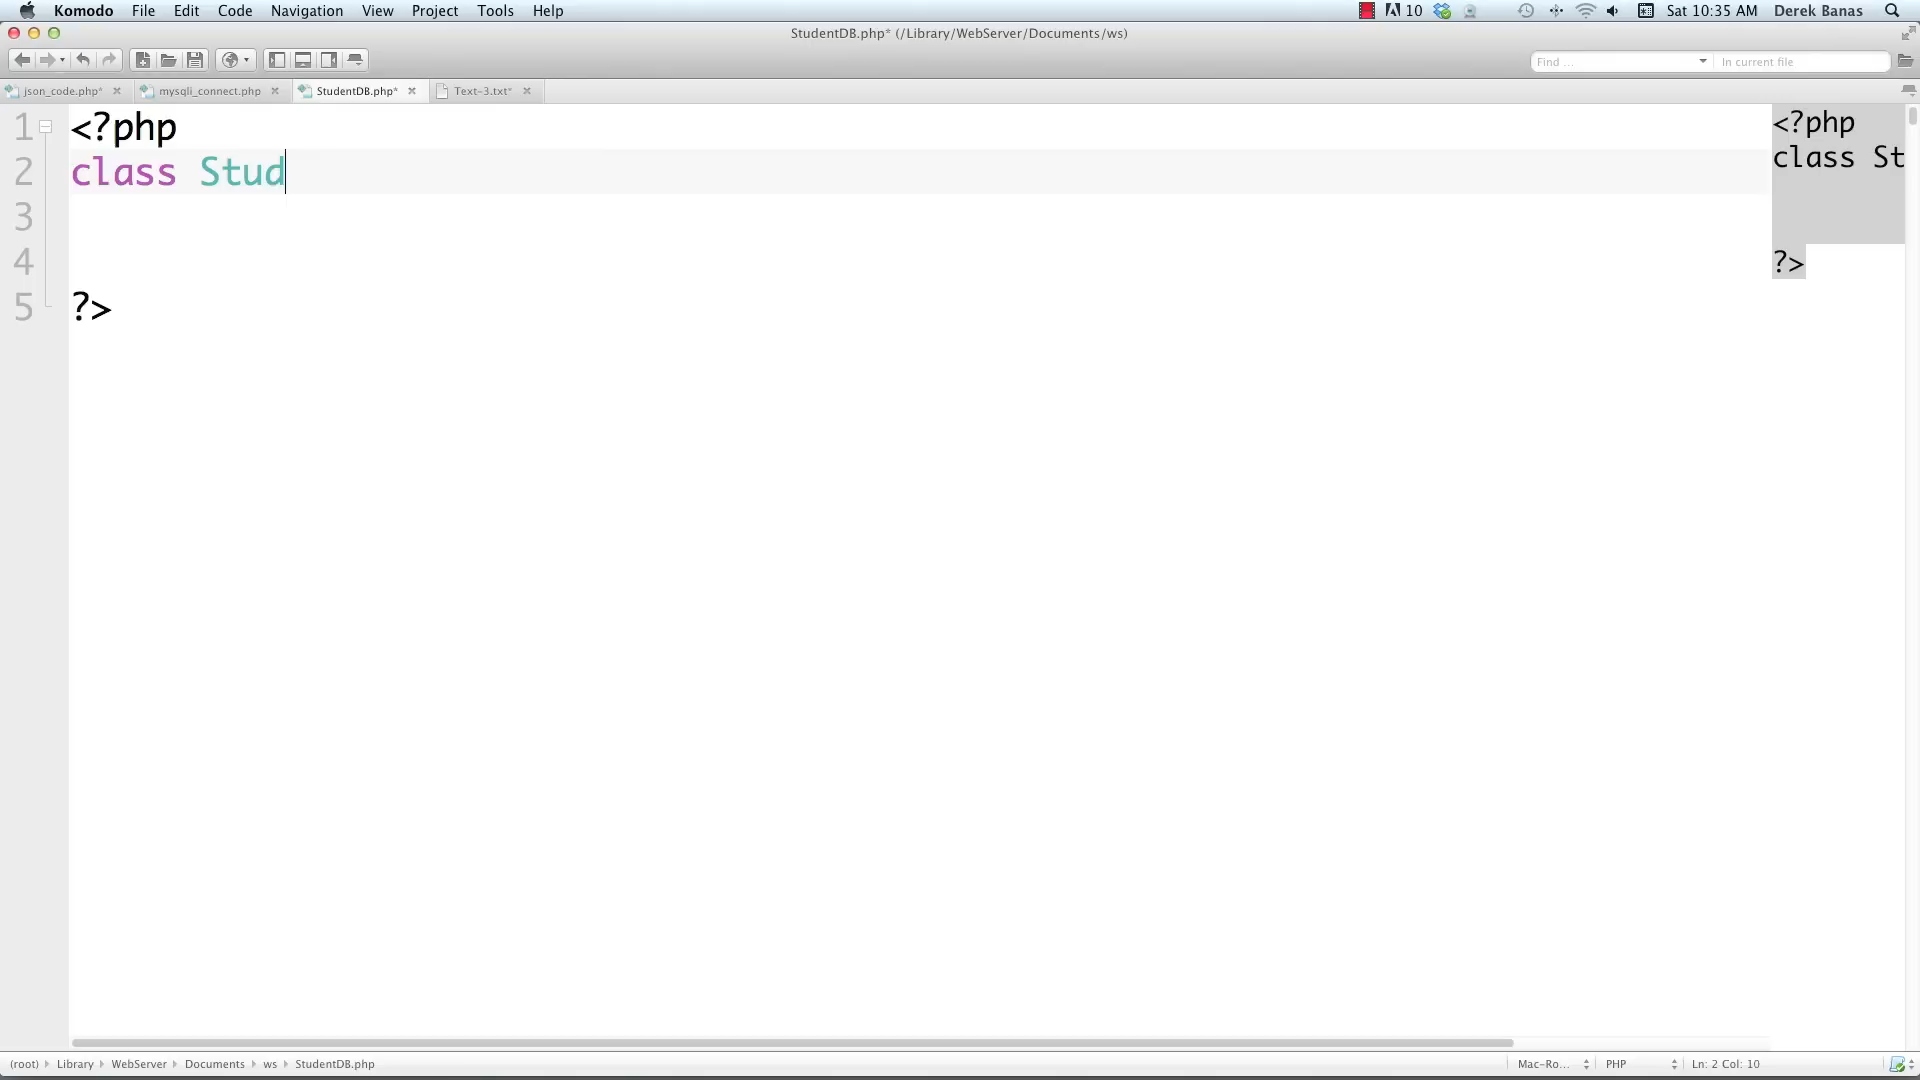 Komodo File Edit Code Navigation View Project Tools Help 10 Sat 10:35 AM Derek Banas
StudentDB.php* (/Library/WebServer/Documents/ws)
Find ... In current file
json_code.php* mysqli_connect.php StudentDB.php* Text-3.txt*
1 <?php
2 class Stud
3
4
5 ?>
<?php
class St
?>
(root) Library WebServer Documents ws StudentDB.php Mac-Ro... PHP Ln: 2 Col: 10